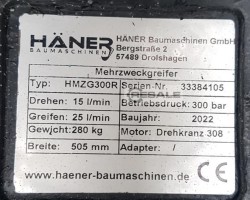 HÄNER
BAUMASCHINEN
HÄNER Baumaschinen GmbH
Bergstraße 2
57489 Drolshagen
Mehrzweckgreifer
Typ: HMZG300R Serien-Nr. 33384105
Drehen: 15 l/min Betriebsdruck: 300 bar
Greifen: 25 l/min Baujahr: 2022
Gewicht: 280 kg Motor: Drehkranz 308
Breite: 505 mm Adapter: /
www.haener-baumaschinen.de